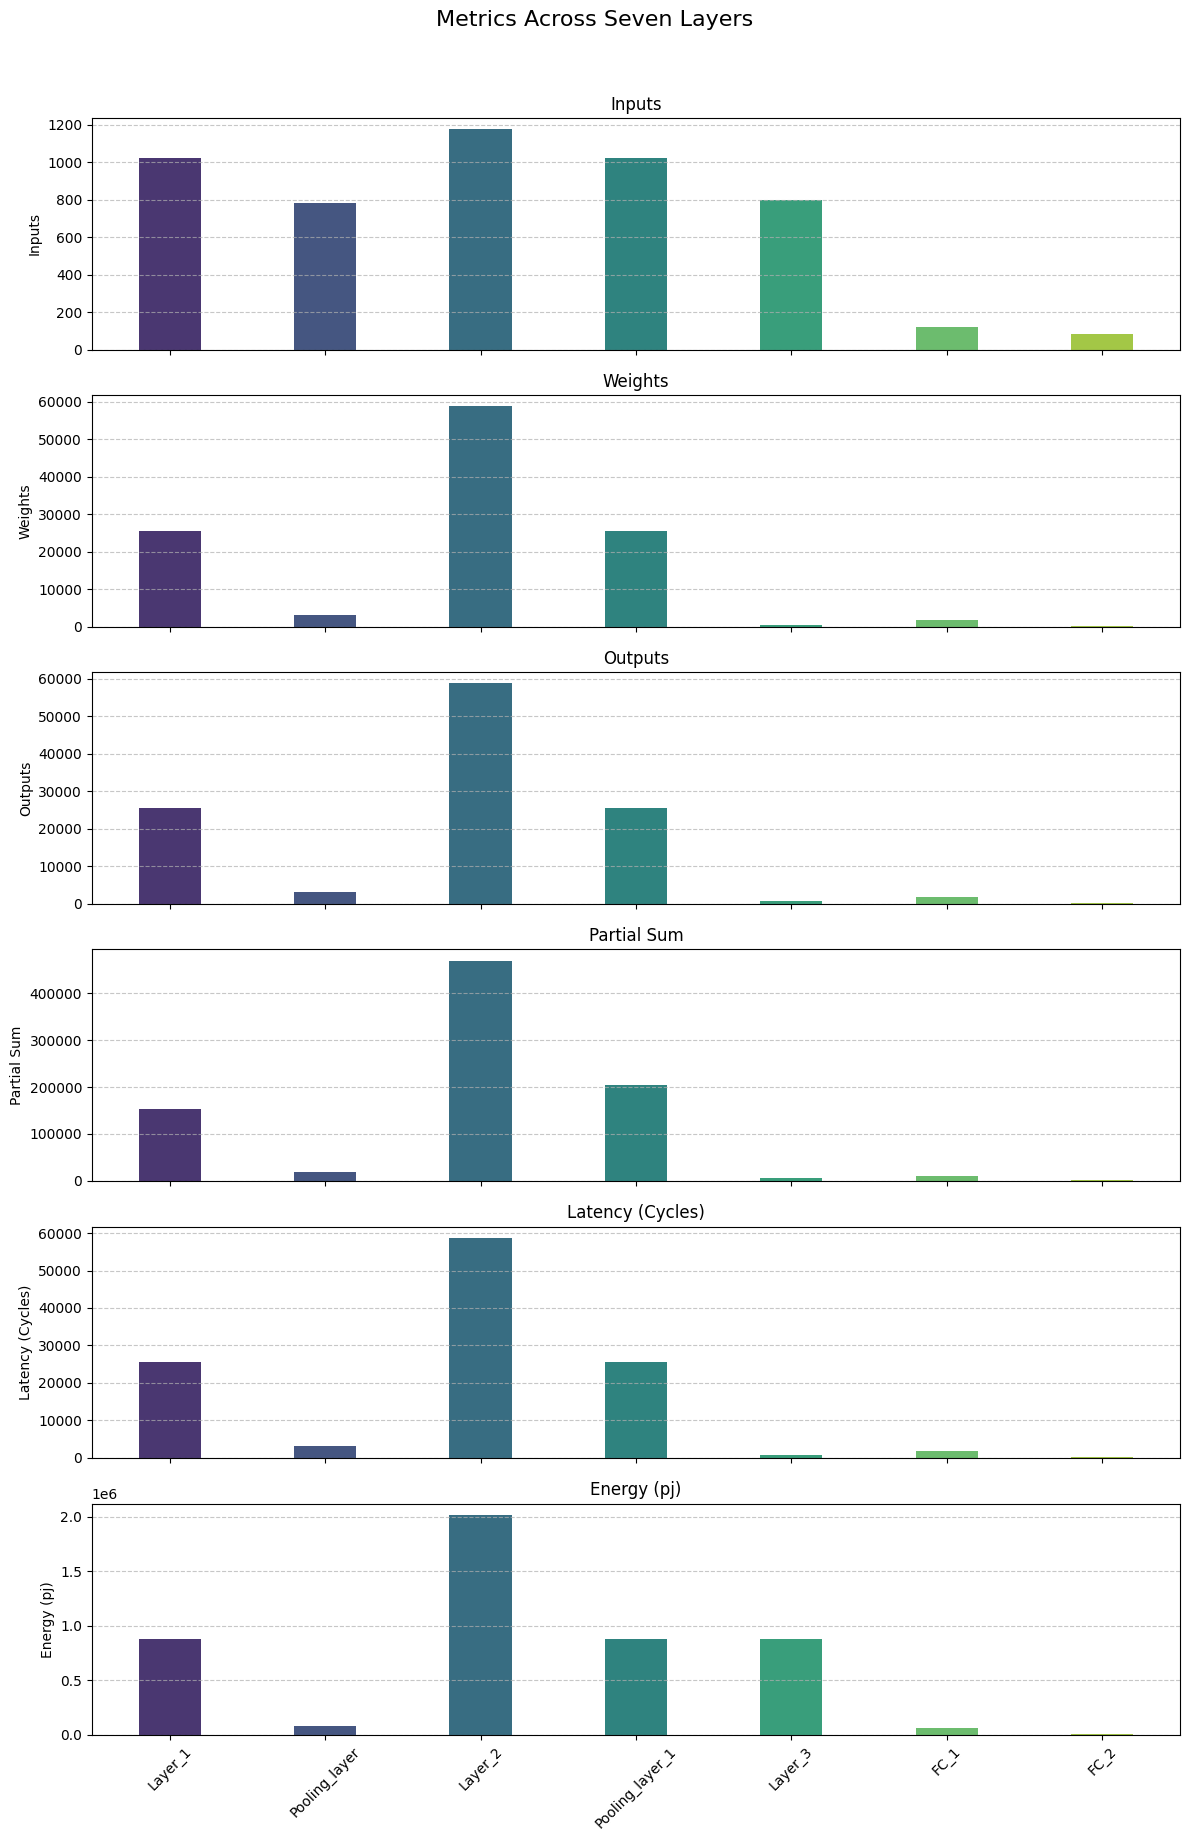 Metrics Across Seven Layers
Inputs
Inputs
1200
1000
800
600
400
200
0
Weights
Weights
60000
50000
40000
30000
20000
10000
0
Outputs
Outputs
60000
50000
40000
30000
20000
10000
0
Partial Sum
Partial Sum
400000
300000
200000
100000
0
Latency (Cycles)
Latency (Cycles)
60000
50000
40000
30000
20000
10000
0
Energy (pj)
1e6
Energy (pj)
2.0
1.5
1.0
0.5
0.0
Layer_1
Pooling_layer
Layer_2
Pooling_layer_1
Layer_3
FC_1
FC_2